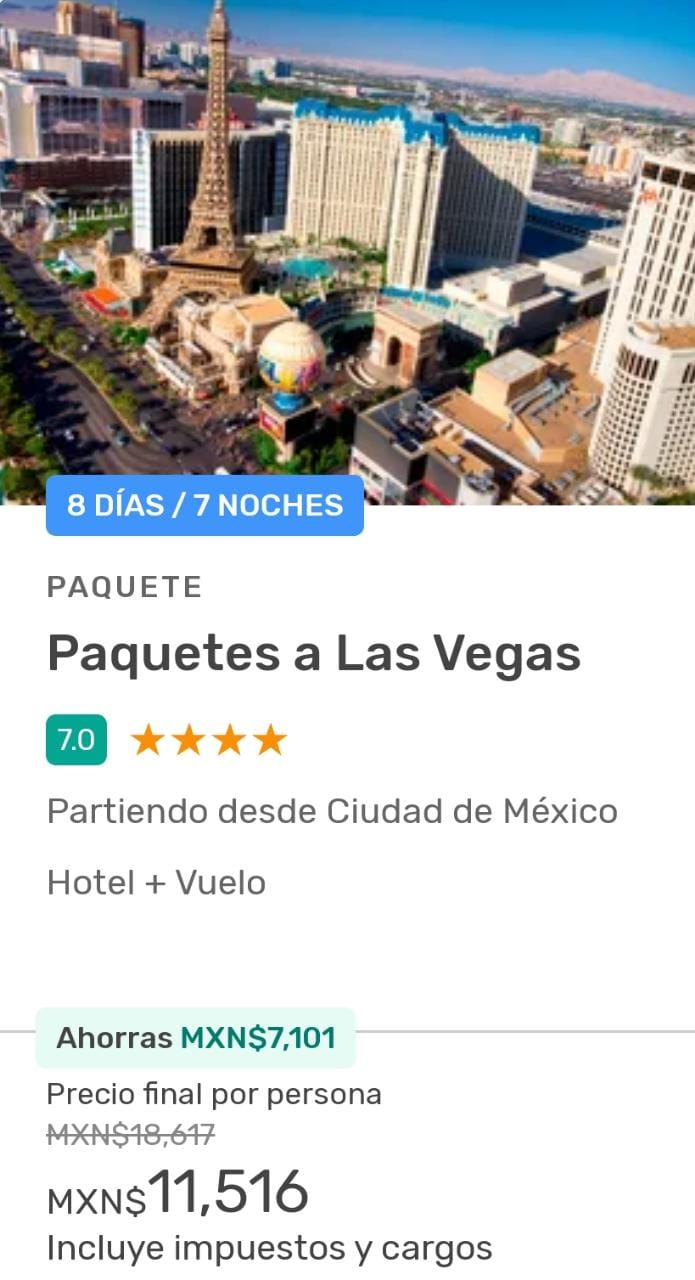 8 DÍAS / 7 NOCHES
PAQUETE
Paquetes a Las Vegas
7.0
Partiendo desde Ciudad de México
Hotel + Vuelo
Ahorras MXN$7,101
Precio final por persona
MXN$18,617
MXN$11,516
Incluye impuestos y cargos